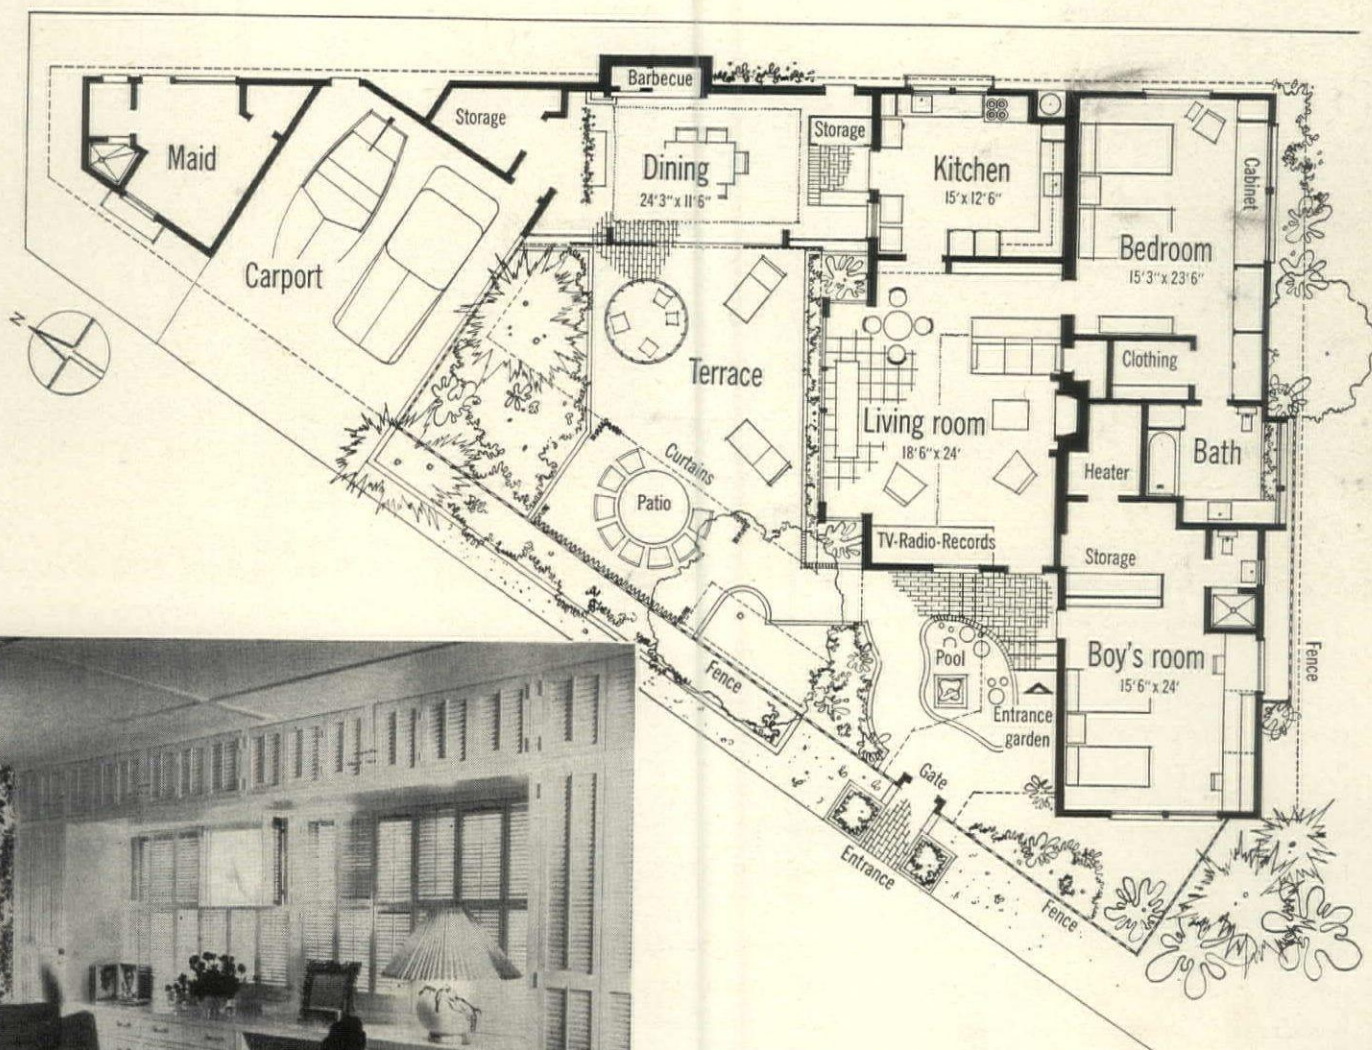 Barbecue
Storage
Maid
Dining
24'3" x 11'6"
Storage
Kitchen
15' x 12'6"
Cabinet
Bedroom
15'3" x 23'6"
Carport
N
Terrace
Clothing
Living room
18'6" x 24'
Curtains
Bath
Heater
Patio
TV-Radio-Records
Storage
Pool
Boy's room
15'6" x 24'
Fence
Fence
Entrance
garden
Gate
Entrance
Fence